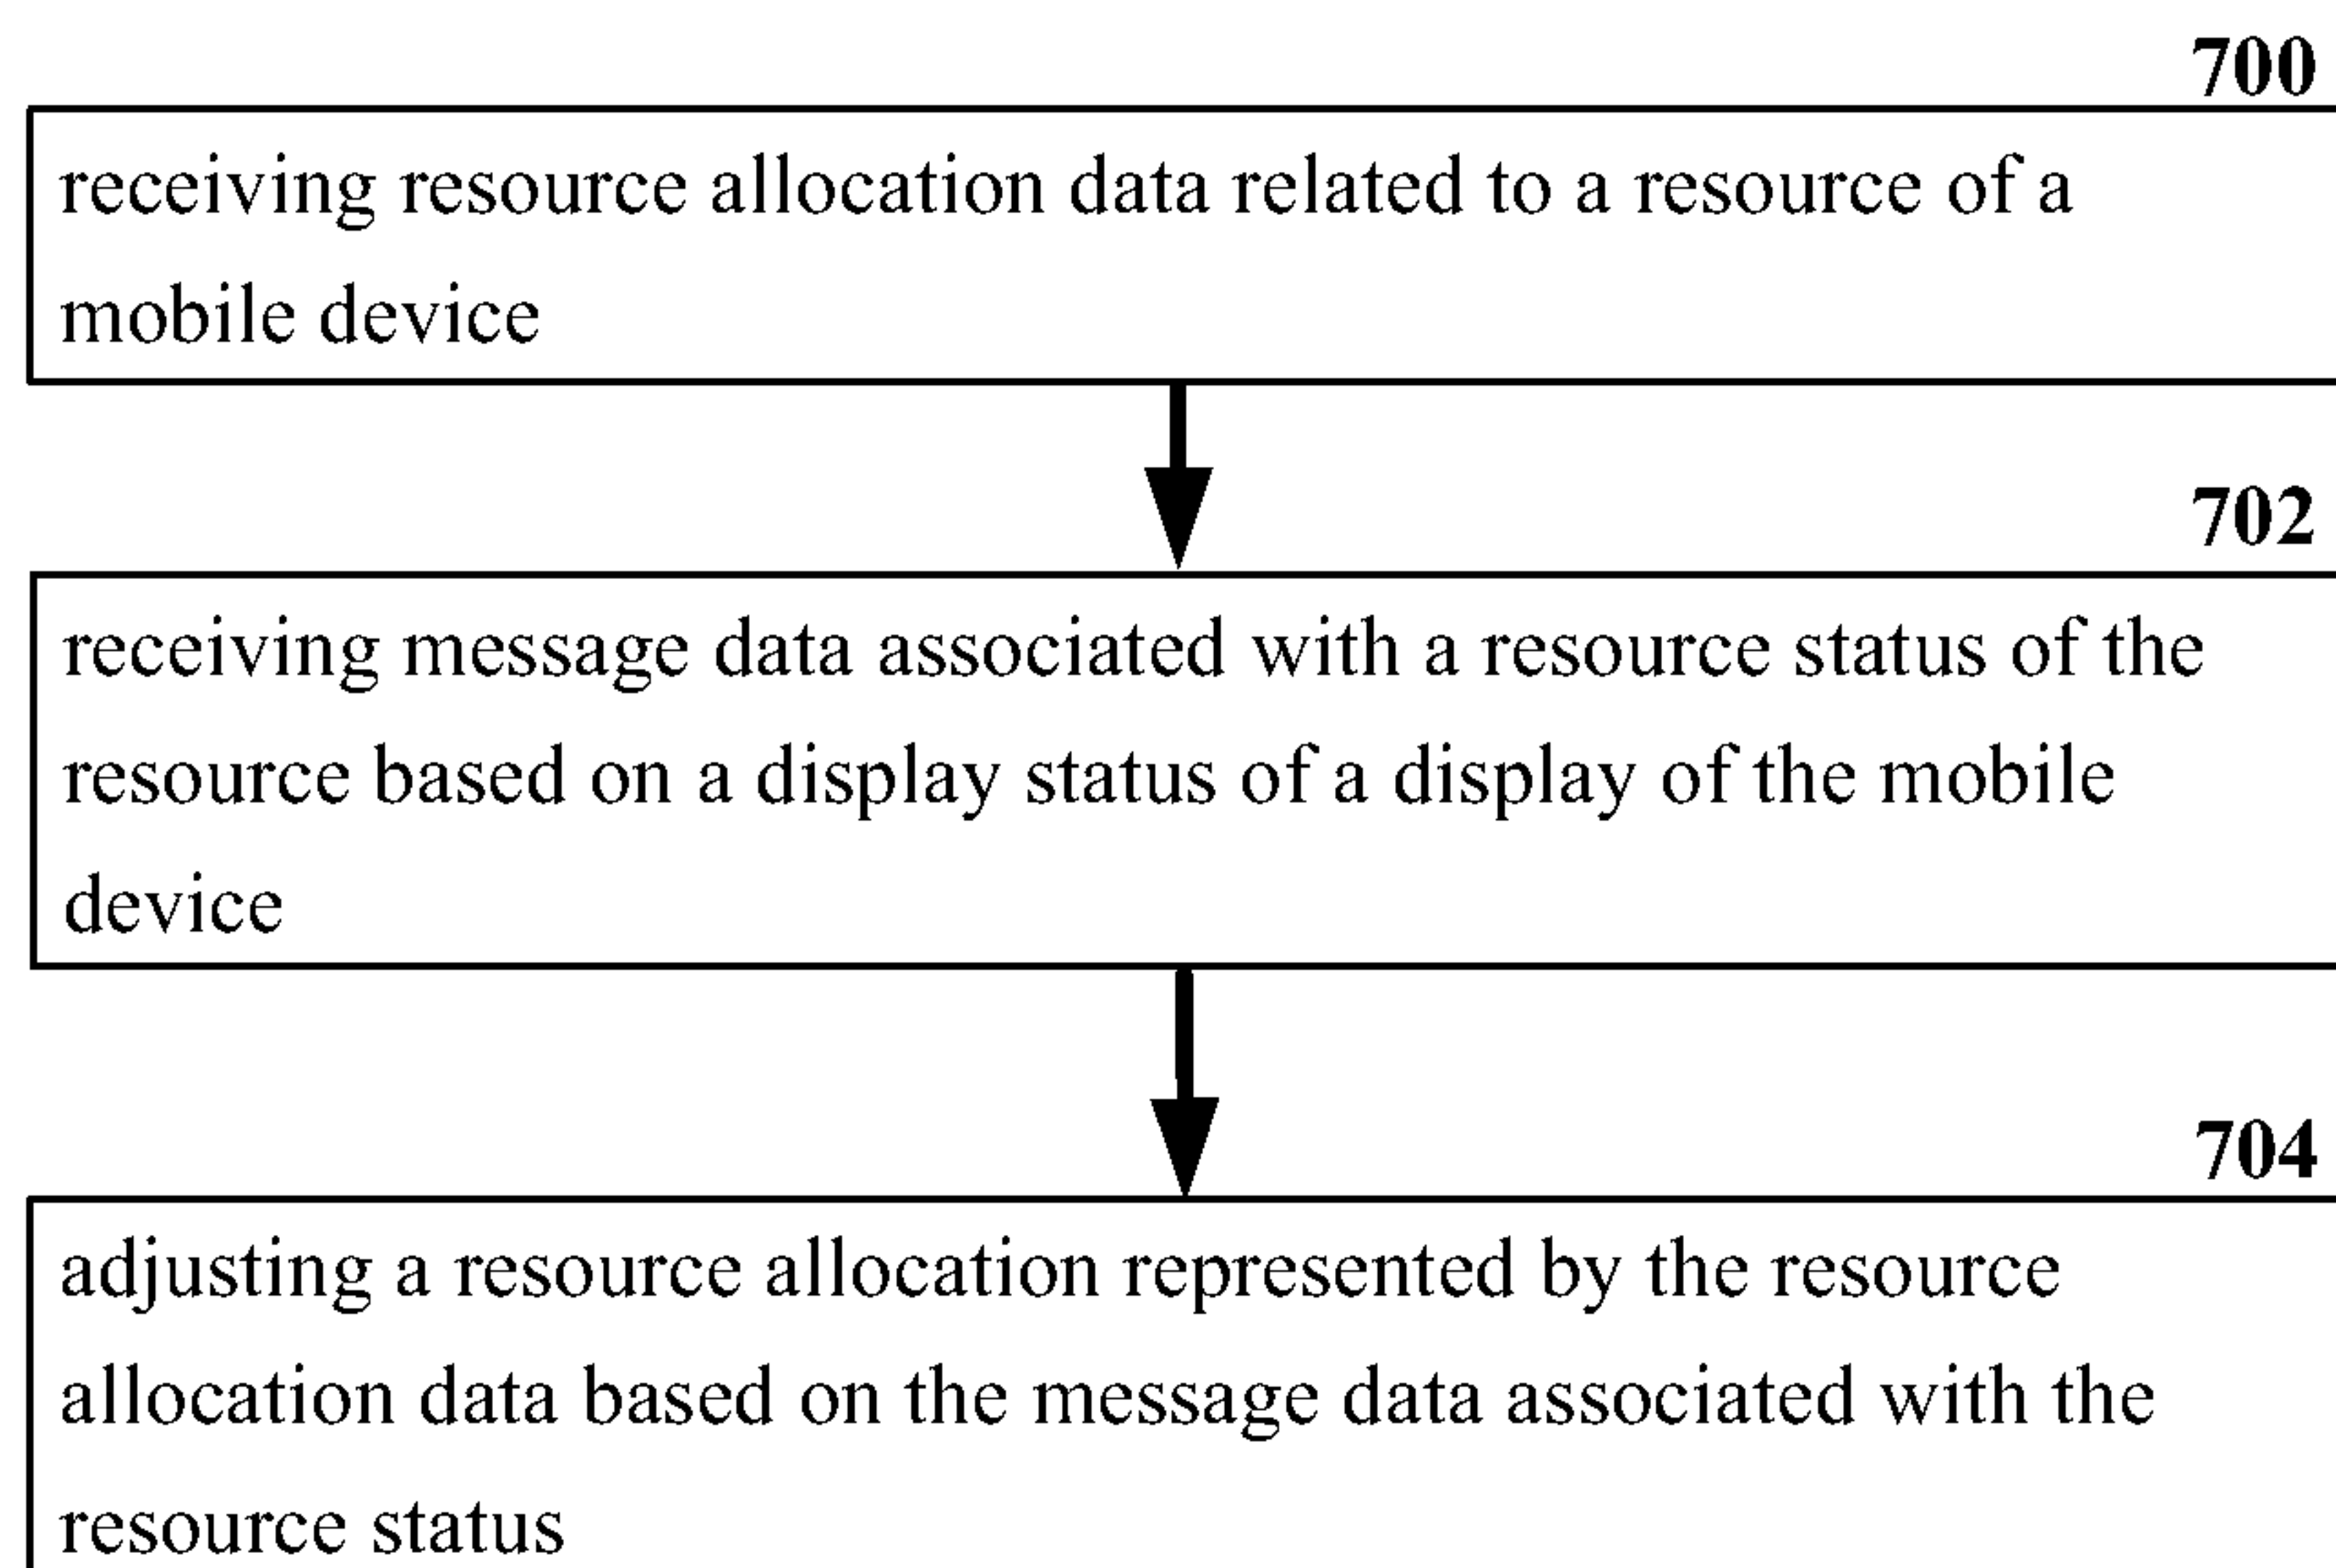 700
receiving resource allocation data related to a resource of a
mobile device
702
receiving message data associated with a resource status of the
resource based on a display status of a display of the mobile
device
704
adjusting a resource allocation represented by the resource
allocation data based on the message data associated with the
resource status